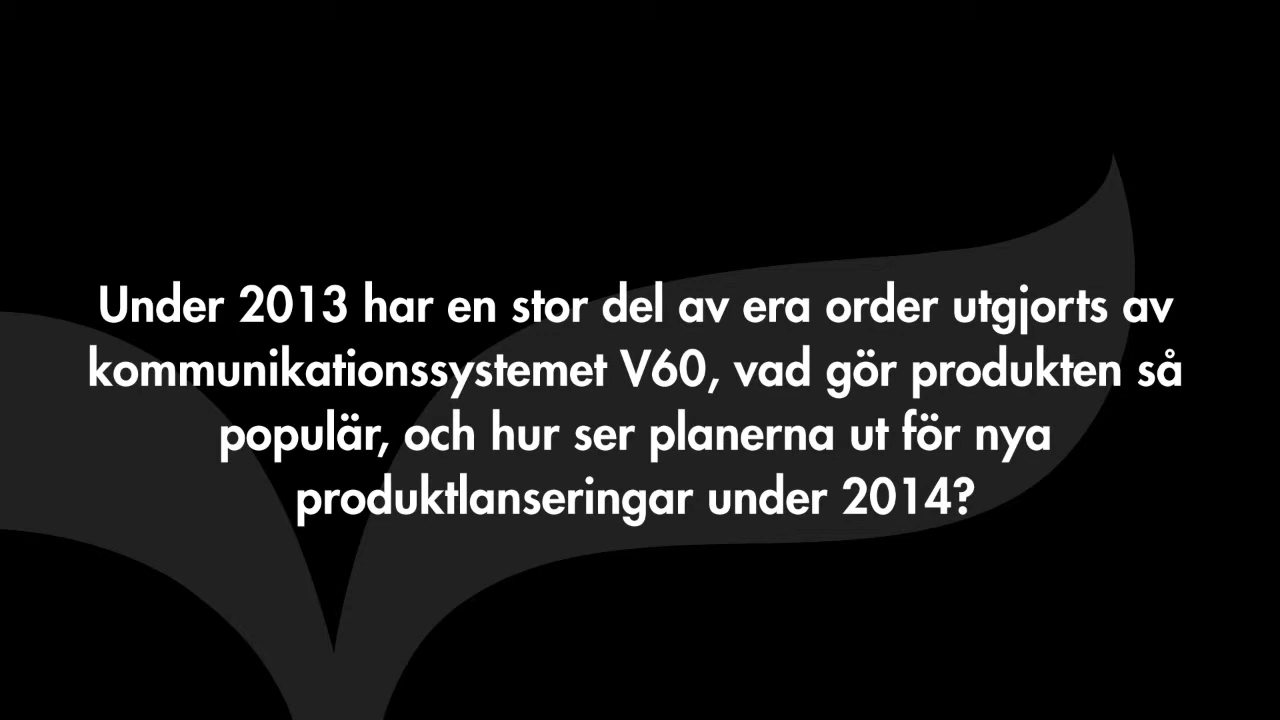 Under 2013 har en stor del av era order utgjorts av
kommunikationssystemet V60, vad gör produkten så
populär, och hur ser planerna ut för nya
produktlanseringar under 2014?